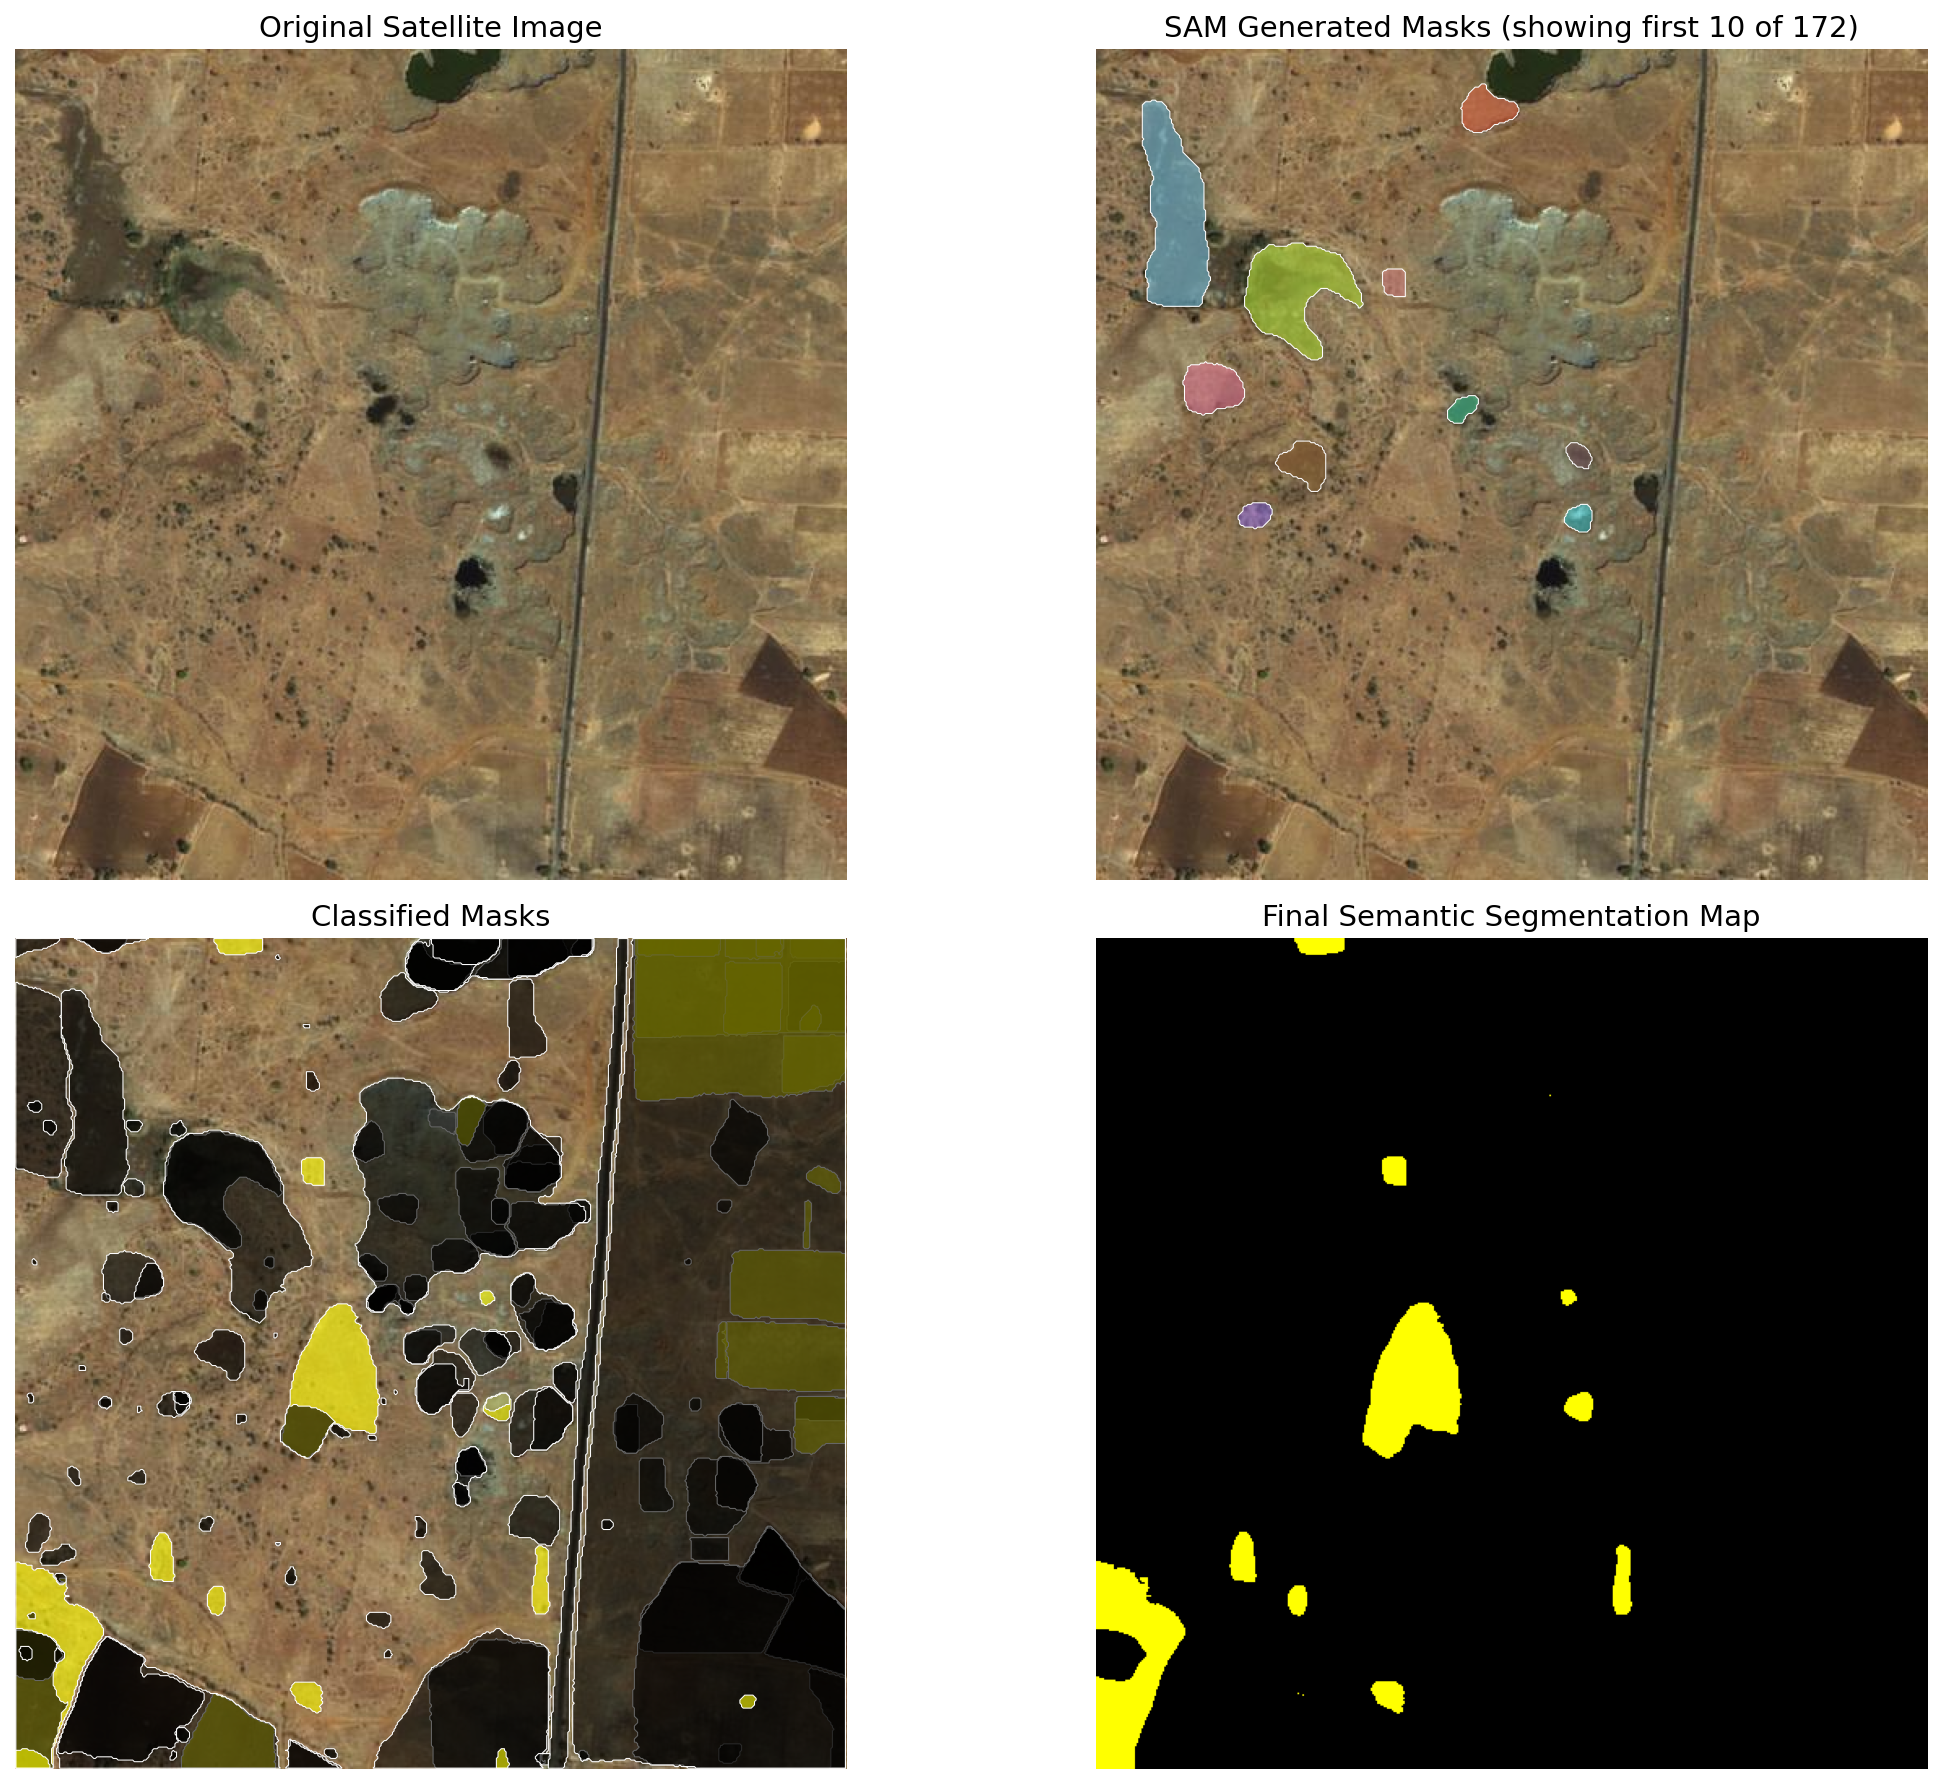 Original Satellite Image
SAM Generated Masks (showing first 10 of 172)
Classified Masks
Final Semantic Segmentation Map